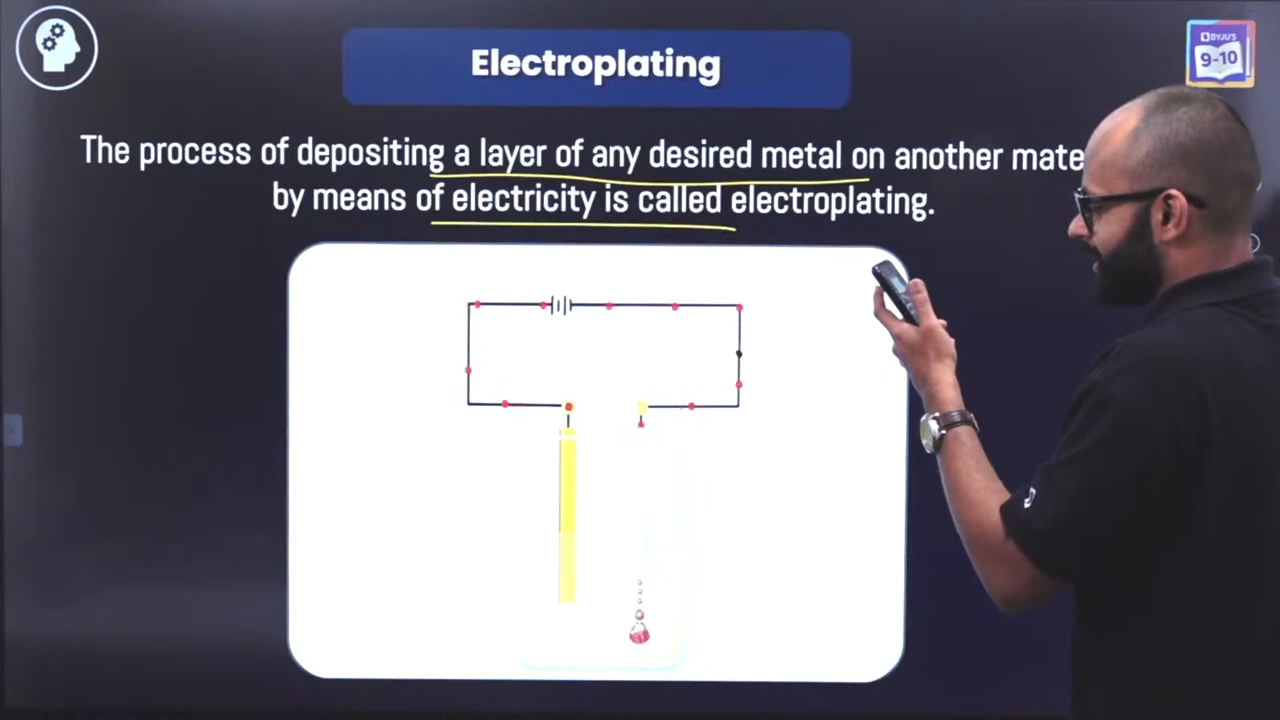 Electroplating
BYJU'S
9-10
The process of depositing a layer of any desired metal on another
by means of electricity is called electroplating.